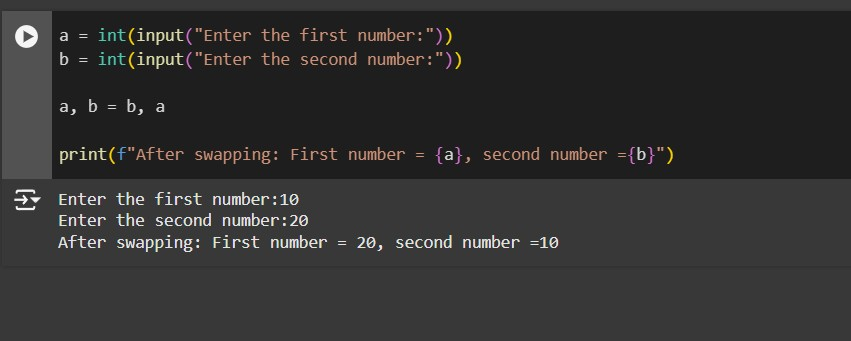 a = int(input("Enter the first number:"))
b = int(input("Enter the second number:"))
a, b = b, a
print(f"After swapping: First number = {a}, second number ={b}")
Enter the first number:10
Enter the second number:20
After swapping: First number = 20, second number =10